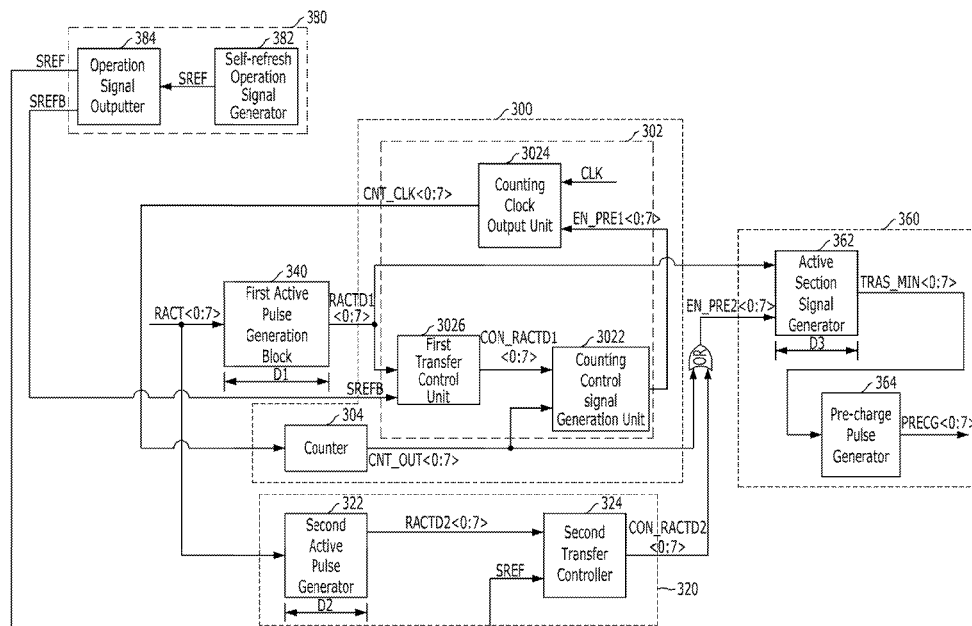 380
384
382
SREF
Operation
Signal
Outputter
SREF
Self-refresh
Operation
Signal
Generator
SREFB
300
302
3024
CLK
CNT_CLK<0:7>
Counting
Clock
Output Unit
EN_PRE1<0:7>
360
362
Active
Section
Signal
Generator
TRAS_MIN<0:7>
D3
340
RACT<0:7>
First Active
Pulse
Generation
Block
RACTD1
<0:7>
D1
EN_PRE2<0:7>
3026
First
Transfer
Control
Unit
CON_RACTD1
<0:7>
3022
Counting
Control
signal
Generation Unit
OR
SREFB
364
Pre-charge
Pulse
Generator
PRECG<0:7>
304
Counter
CNT_OUT<0:7>
322
Second
Active
Pulse
Generator
D2
RACTD2<0:7>
324
Second
Transfer
Controller
CON_RACTD2
<0:7>
SREF
320